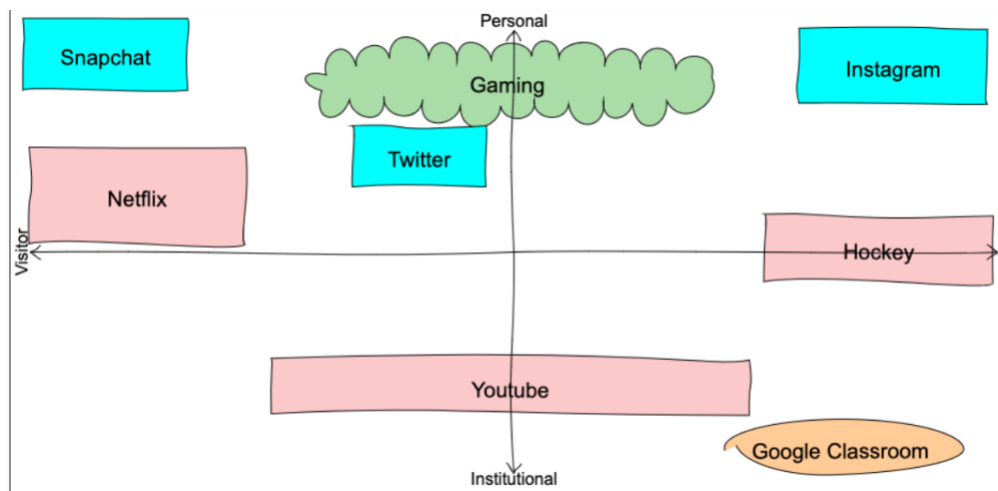 Personal
Snapchat
Gaming
Instagram
Twitter
Netflix
Visitor
Hockey
Youtube
Google Classroom
Institutional